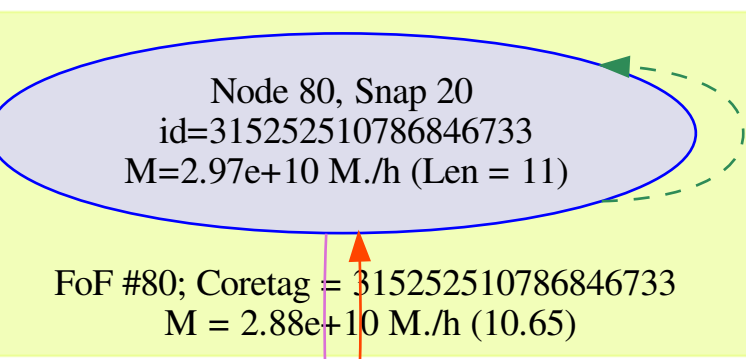 Node 80, Snap 20
id=315252510786846733
M=2.97e+10 M./h (Len = 11)
FoF #80; Coretag = 315252510786846733
M = 2.88e+10 M./h (10.65)